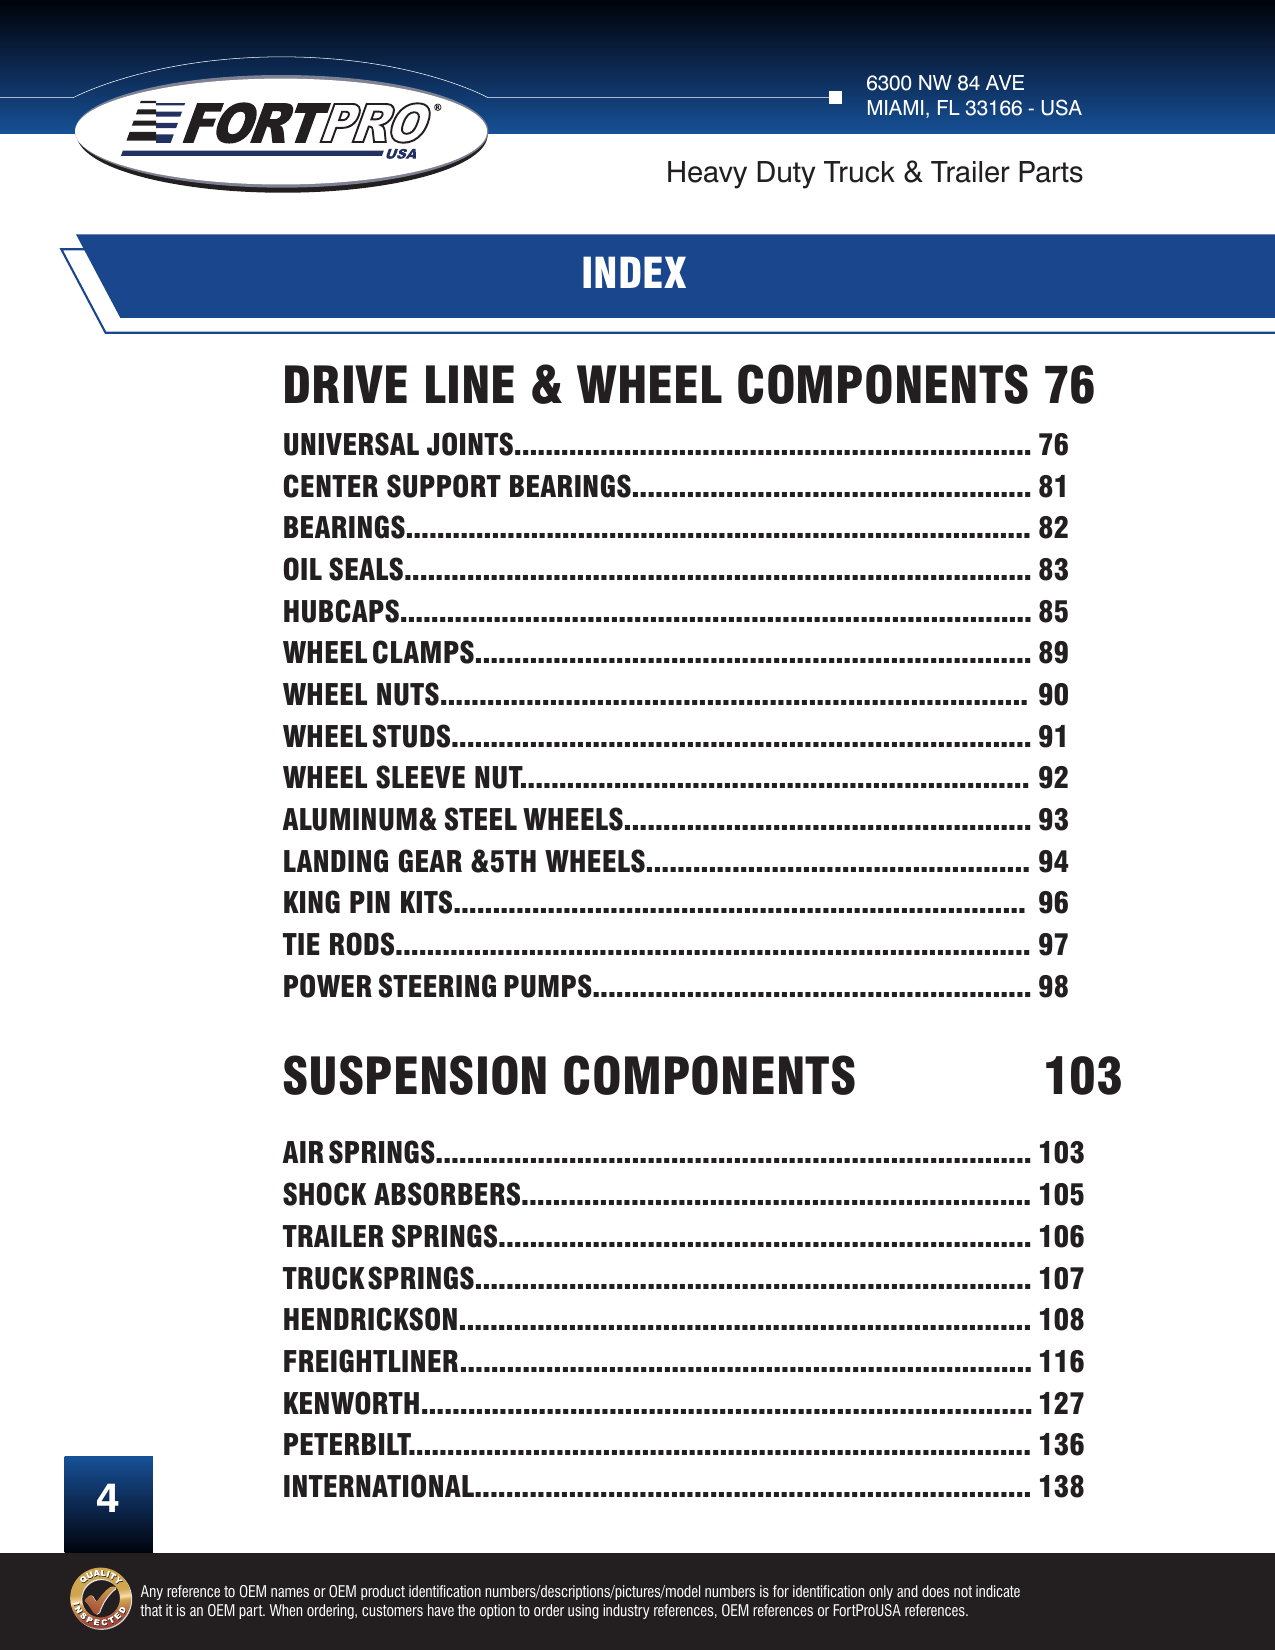 6300 NW 84 AVE
MIAMI, FL 33166 - USA
FORTPRO®
USA
Heavy Duty Truck & Trailer Parts
INDEX
DRIVE LINE & WHEEL COMPONENTS 76
UNIVERSAL JOINTS.................................................................. 76
CENTER SUPPORT BEARINGS................................................... 81
BEARINGS................................................................................ 82
OIL SEALS................................................................................ 83
HUBCAPS................................................................................. 85
WHEEL CLAMPS....................................................................... 89
WHEEL NUTS........................................................................... 90
WHEEL STUDS.......................................................................... 91
WHEEL SLEEVE NUT................................................................. 92
ALUMINUM& STEEL WHEELS.................................................... 93
LANDING GEAR &5TH WHEELS................................................. 94
KING PIN KITS......................................................................... 96
TIE RODS................................................................................. 97
POWER STEERING PUMPS........................................................ 98
SUSPENSION COMPONENTS 103
AIR SPRINGS............................................................................ 103
SHOCK ABSORBERS................................................................. 105
TRAILER SPRINGS.................................................................... 106
TRUCK SPRINGS....................................................................... 107
HENDRICKSON......................................................................... 108
FREIGHTLINER......................................................................... 116
KENWORTH.............................................................................. 127
PETERBILT............................................................................... 136
INTERNATIONAL....................................................................... 138
4
QUALITY
INSPECTED
Any reference to OEM names or OEM product identification numbers/descriptions/pictures/model numbers is for identification only and does not indicate
that it is an OEM part. When ordering, customers have the option to order using industry references, OEM references or FortProUSA references.